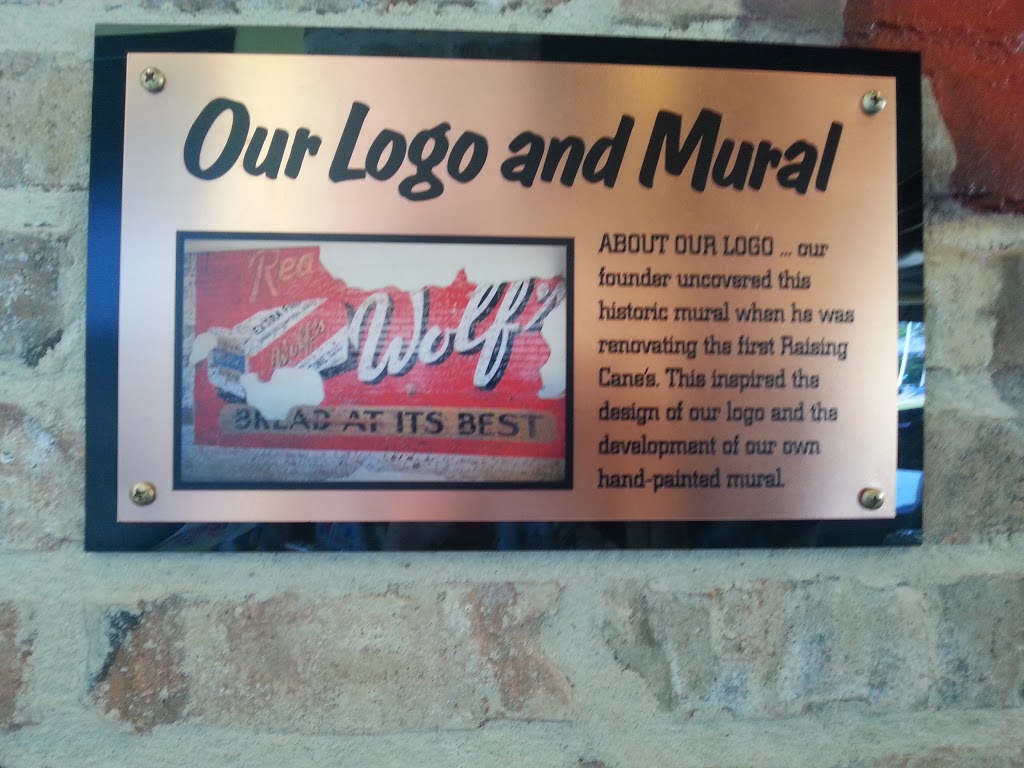 Our Logo and Mural
Rea
EXTRA
Wolf's
Wolf's
BREAD AT ITS BEST
ABOUT OUR LOGO ... our
founder uncovered this
historic mural when he was
renovating the first Raising
Cane's. This inspired the
design of our logo and the
development of our own
hand-painted mural.